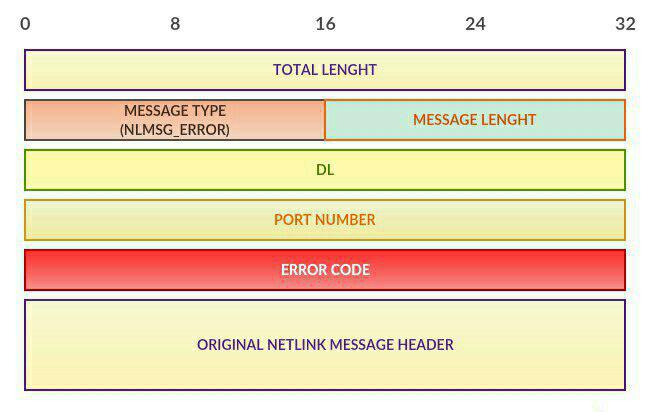 0 8 16 24 32
TOTAL LENGHT
MESSAGE TYPE
(NLMSG_ERROR)
MESSAGE LENGHT
DL
PORT NUMBER
ERROR CODE
ORIGINAL NETLINK MESSAGE HEADER